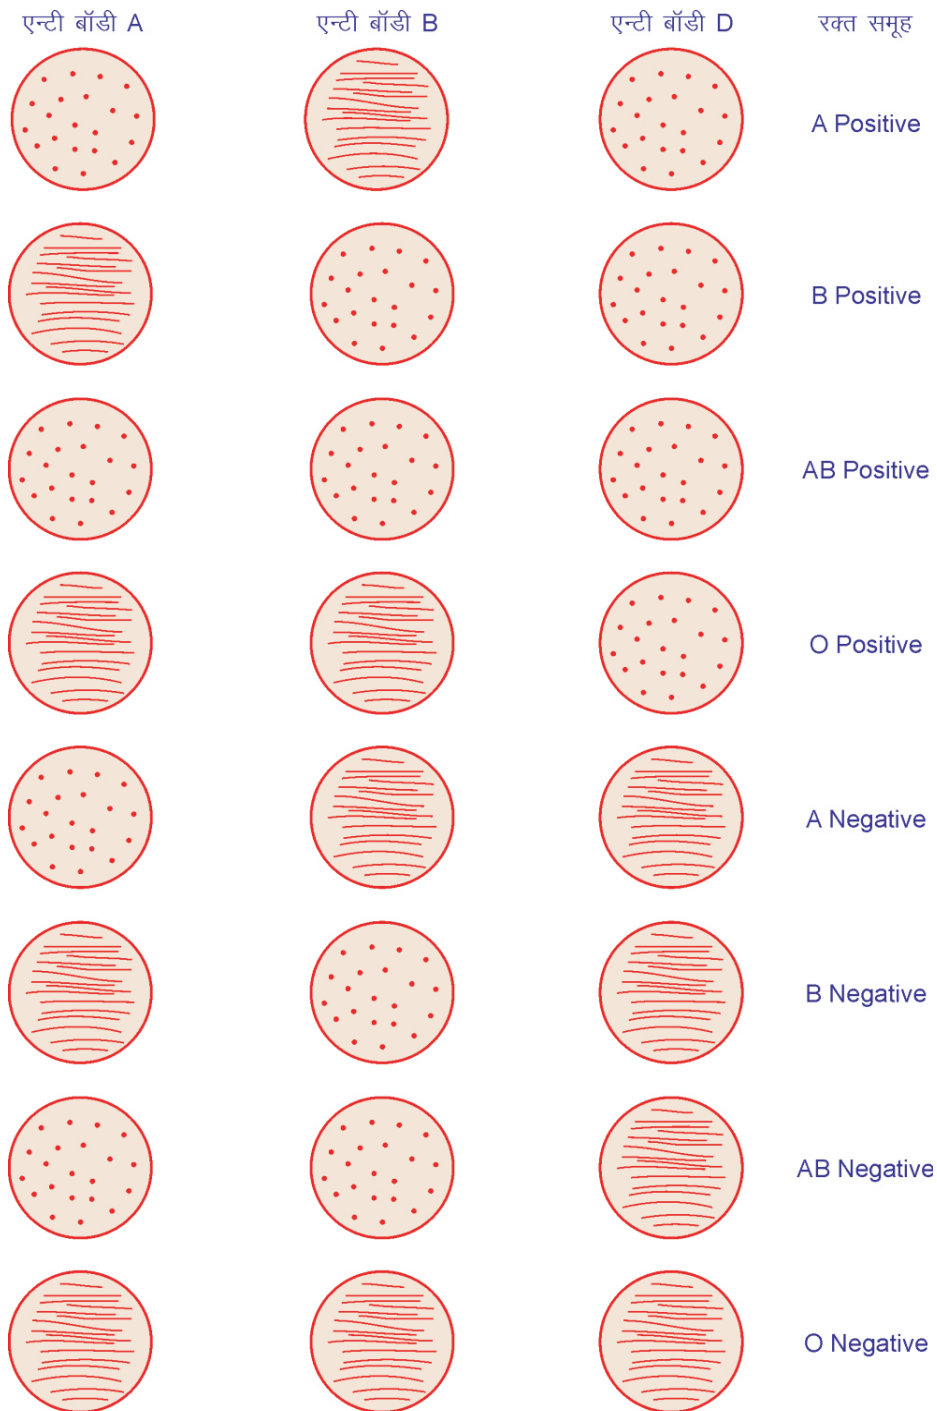 एन्टी बॉडी A एन्टी बॉडी B एन्टी बॉडी D रक्त समूह
A Positive
B Positive
AB Positive
O Positive
A Negative
B Negative
AB Negative
O Negative